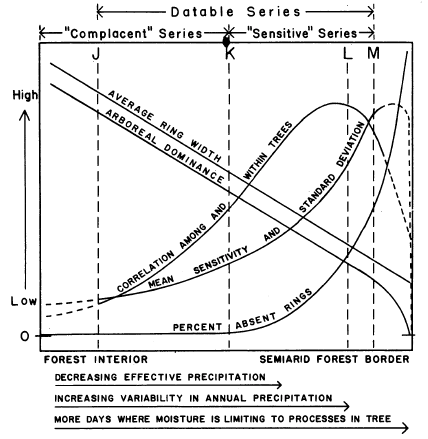 Datable Series
"Complacent" Series "Sensitive" Series
J K L M
High
AVERAGE RING WIDTH
ARBOREAL DOMINANCE
CORRELATION AMONG AND WITHIN TREES
MEAN SENSITIVITY AND STANDARD DEVIATION
Low
PERCENT ABSENT RINGS
0
FOREST INTERIOR SEMIARID FOREST BORDER
DECREASING EFFECTIVE PRECIPITATION
INCREASING VARIABILITY IN ANNUAL PRECIPITATION
MORE DAYS WHERE MOISTURE IS LIMITING TO PROCESSES IN TREE